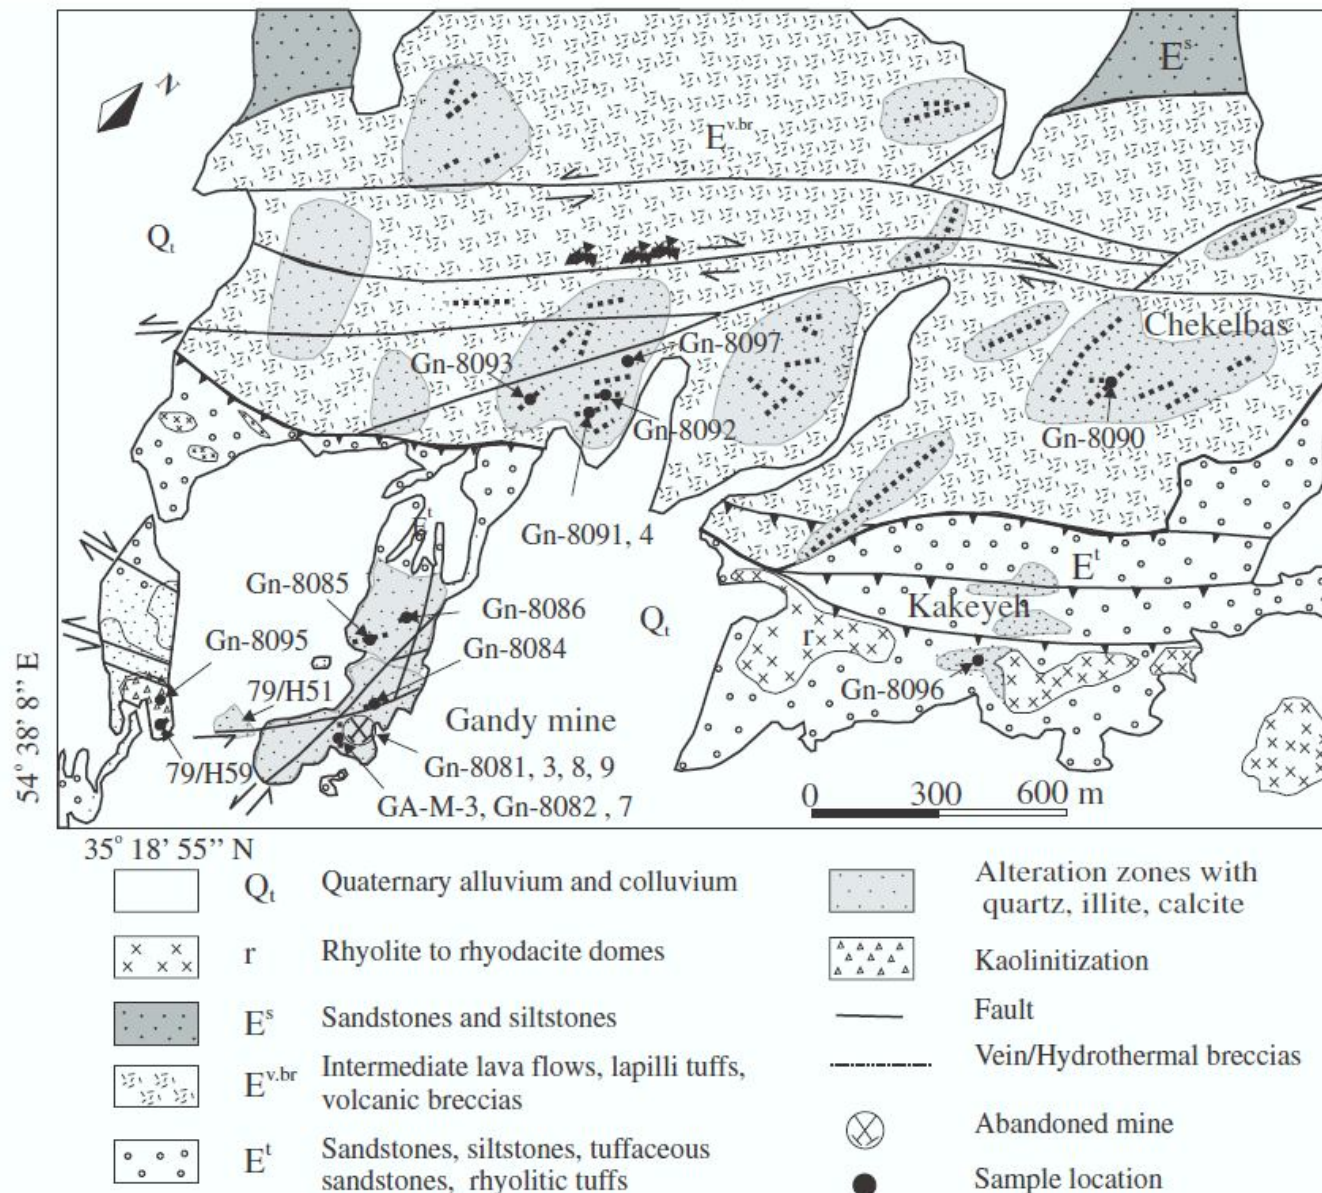 N
E^s
E^v.br
Q_t
Chekelbas
Gn-8097
Gn-8093
Gn-8092
Gn-8090
Gn-8091, 4
E^t
E^t
Gn-8085
Gn-8086
Q_t
Kakeyeh
r
Gn-8095
Gn-8084
Gn-8096
79/H51
Gandy mine
79/H59
Gn-8081, 3, 8, 9
GA-M-3, Gn-8082 , 7
0 300 600 m
54° 38' 8'' E
35° 18' 55'' N
Q_t Quaternary alluvium and colluvium
r Rhyolite to rhyodacite domes
E^s Sandstones and siltstones
E^v.br Intermediate lava flows, lapilli tuffs,
volcanic breccias
E^t Sandstones, siltstones, tuffaceous
sandstones, rhyolitic tuffs
Alteration zones with
quartz, illite, calcite
Kaolinitization
Fault
Vein/Hydrothermal breccias
Abandoned mine
Sample location